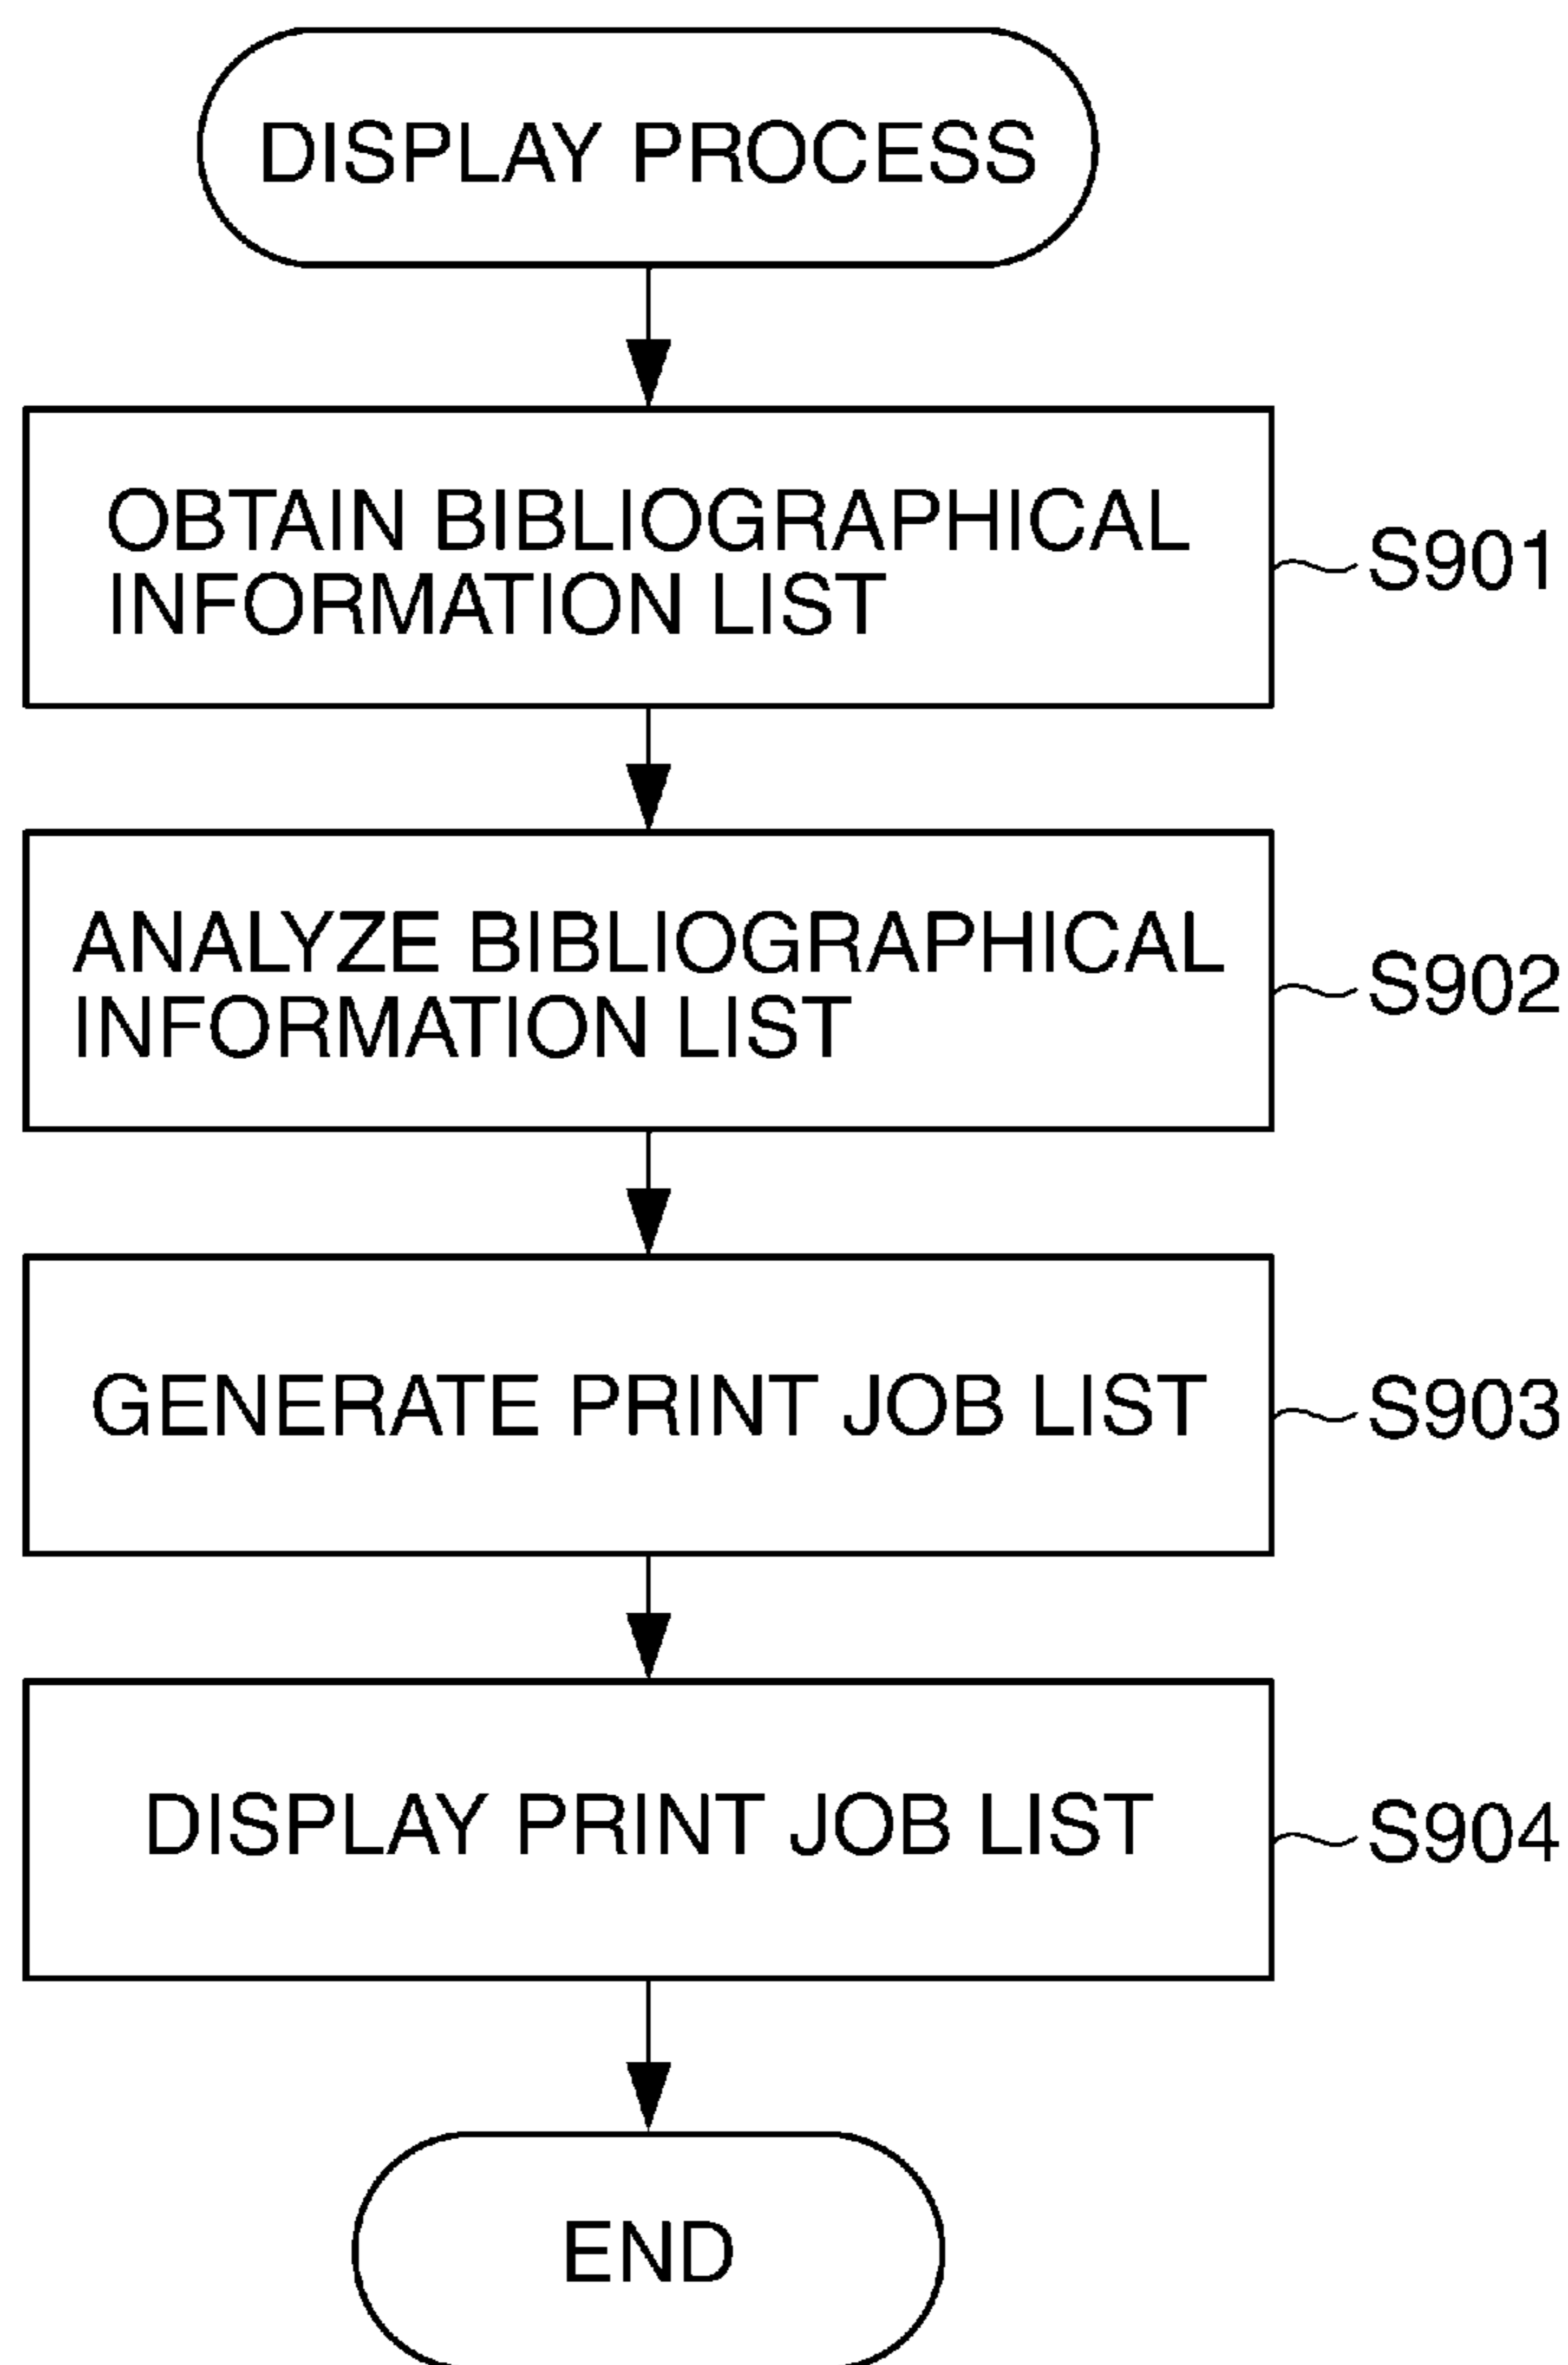 DISPLAY PROCESS
OBTAIN BIBLIOGRAPHICAL
INFORMATION LIST
S901
ANALYZE BIBLIOGRAPHICAL
INFORMATION LIST
S902
GENERATE PRINT JOB LIST
S903
DISPLAY PRINT JOB LIST
S904
END